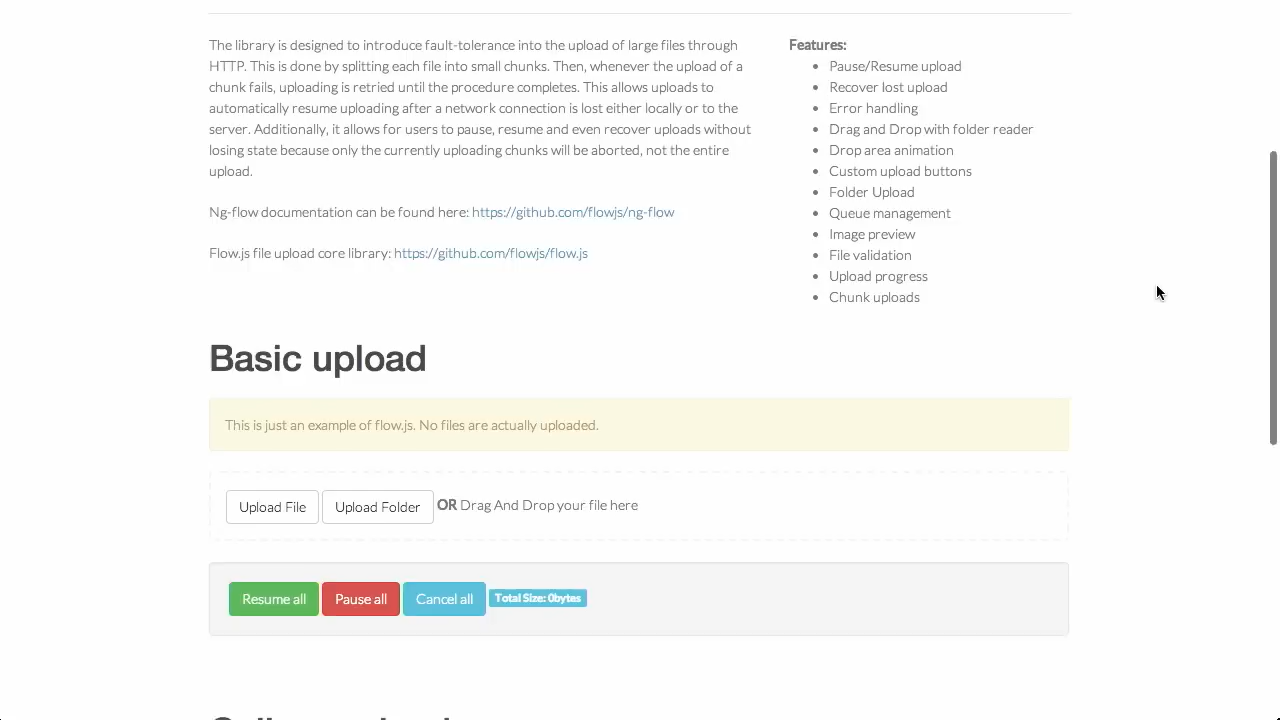 The library is designed to introduce fault-tolerance into the upload of large files through
HTTP. This is done by splitting each file into small chunks. Then, whenever the upload of a
chunk fails, uploading is retried until the procedure completes. This allows uploads to
automatically resume uploading after a network connection is lost either locally or to the
server. Additionally, it allows for users to pause, resume and even recover uploads without
losing state because only the currently uploading chunks will be aborted, not the entire
upload.
Ng-flow documentation can be found here: https://github.com/flowjs/ng-flow
Flow.js file upload core library: https://github.com/flowjs/flow.js
Features:
Pause/Resume upload
Recover lost upload
Error handling
Drag and Drop with folder reader
Drop area animation
Custom upload buttons
Folder Upload
Queue management
Image preview
File validation
Upload progress
Chunk uploads
Basic upload
This is just an example of flow.js. No files are actually uploaded.
Upload File Upload Folder OR Drag And Drop your file here
Resume all Pause all Cancel all Total Size: 0bytes